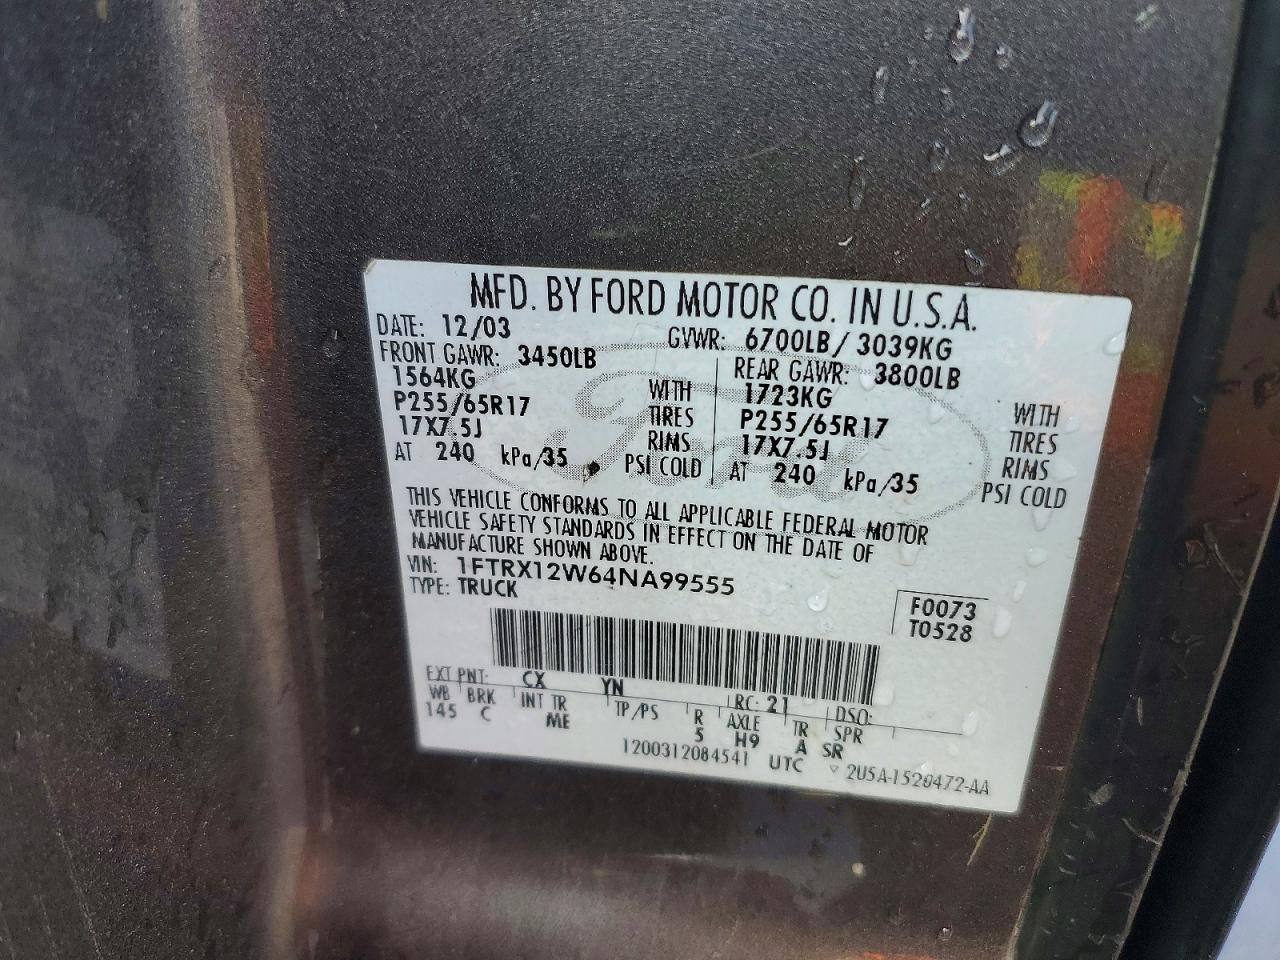 MFD. BY FORD MOTOR CO. IN U.S.A.
DATE: 12/03 GVWR: 6700LB / 3039KG
FRONT GAWR: 3450LB REAR GAWR: 3800LB
1564KG WITH 1723KG WITH
P255/65R17 TIRES P255/65R17 TIRES
17X7.5J RIMS 17X7.5J RIMS
AT 240 kPa/35 PSI COLD AT 240 kPa/35 PSI COLD
THIS VEHICLE CONFORMS TO ALL APPLICABLE FEDERAL MOTOR
VEHICLE SAFETY STANDARDS IN EFFECT ON THE DATE OF
MANUFACTURE SHOWN ABOVE.
VIN: 1FTRX12W64NA99555
TYPE: TRUCK
F0073
T0528
EXT PNT: CX YN RC: 21 DSO:
WB BRK INT TR TP/PS R AXLE TR SPR
145 C ME 5 H9 A SR
1200312084541 UTC ▽ 2U5A-1520472-AA
Ford